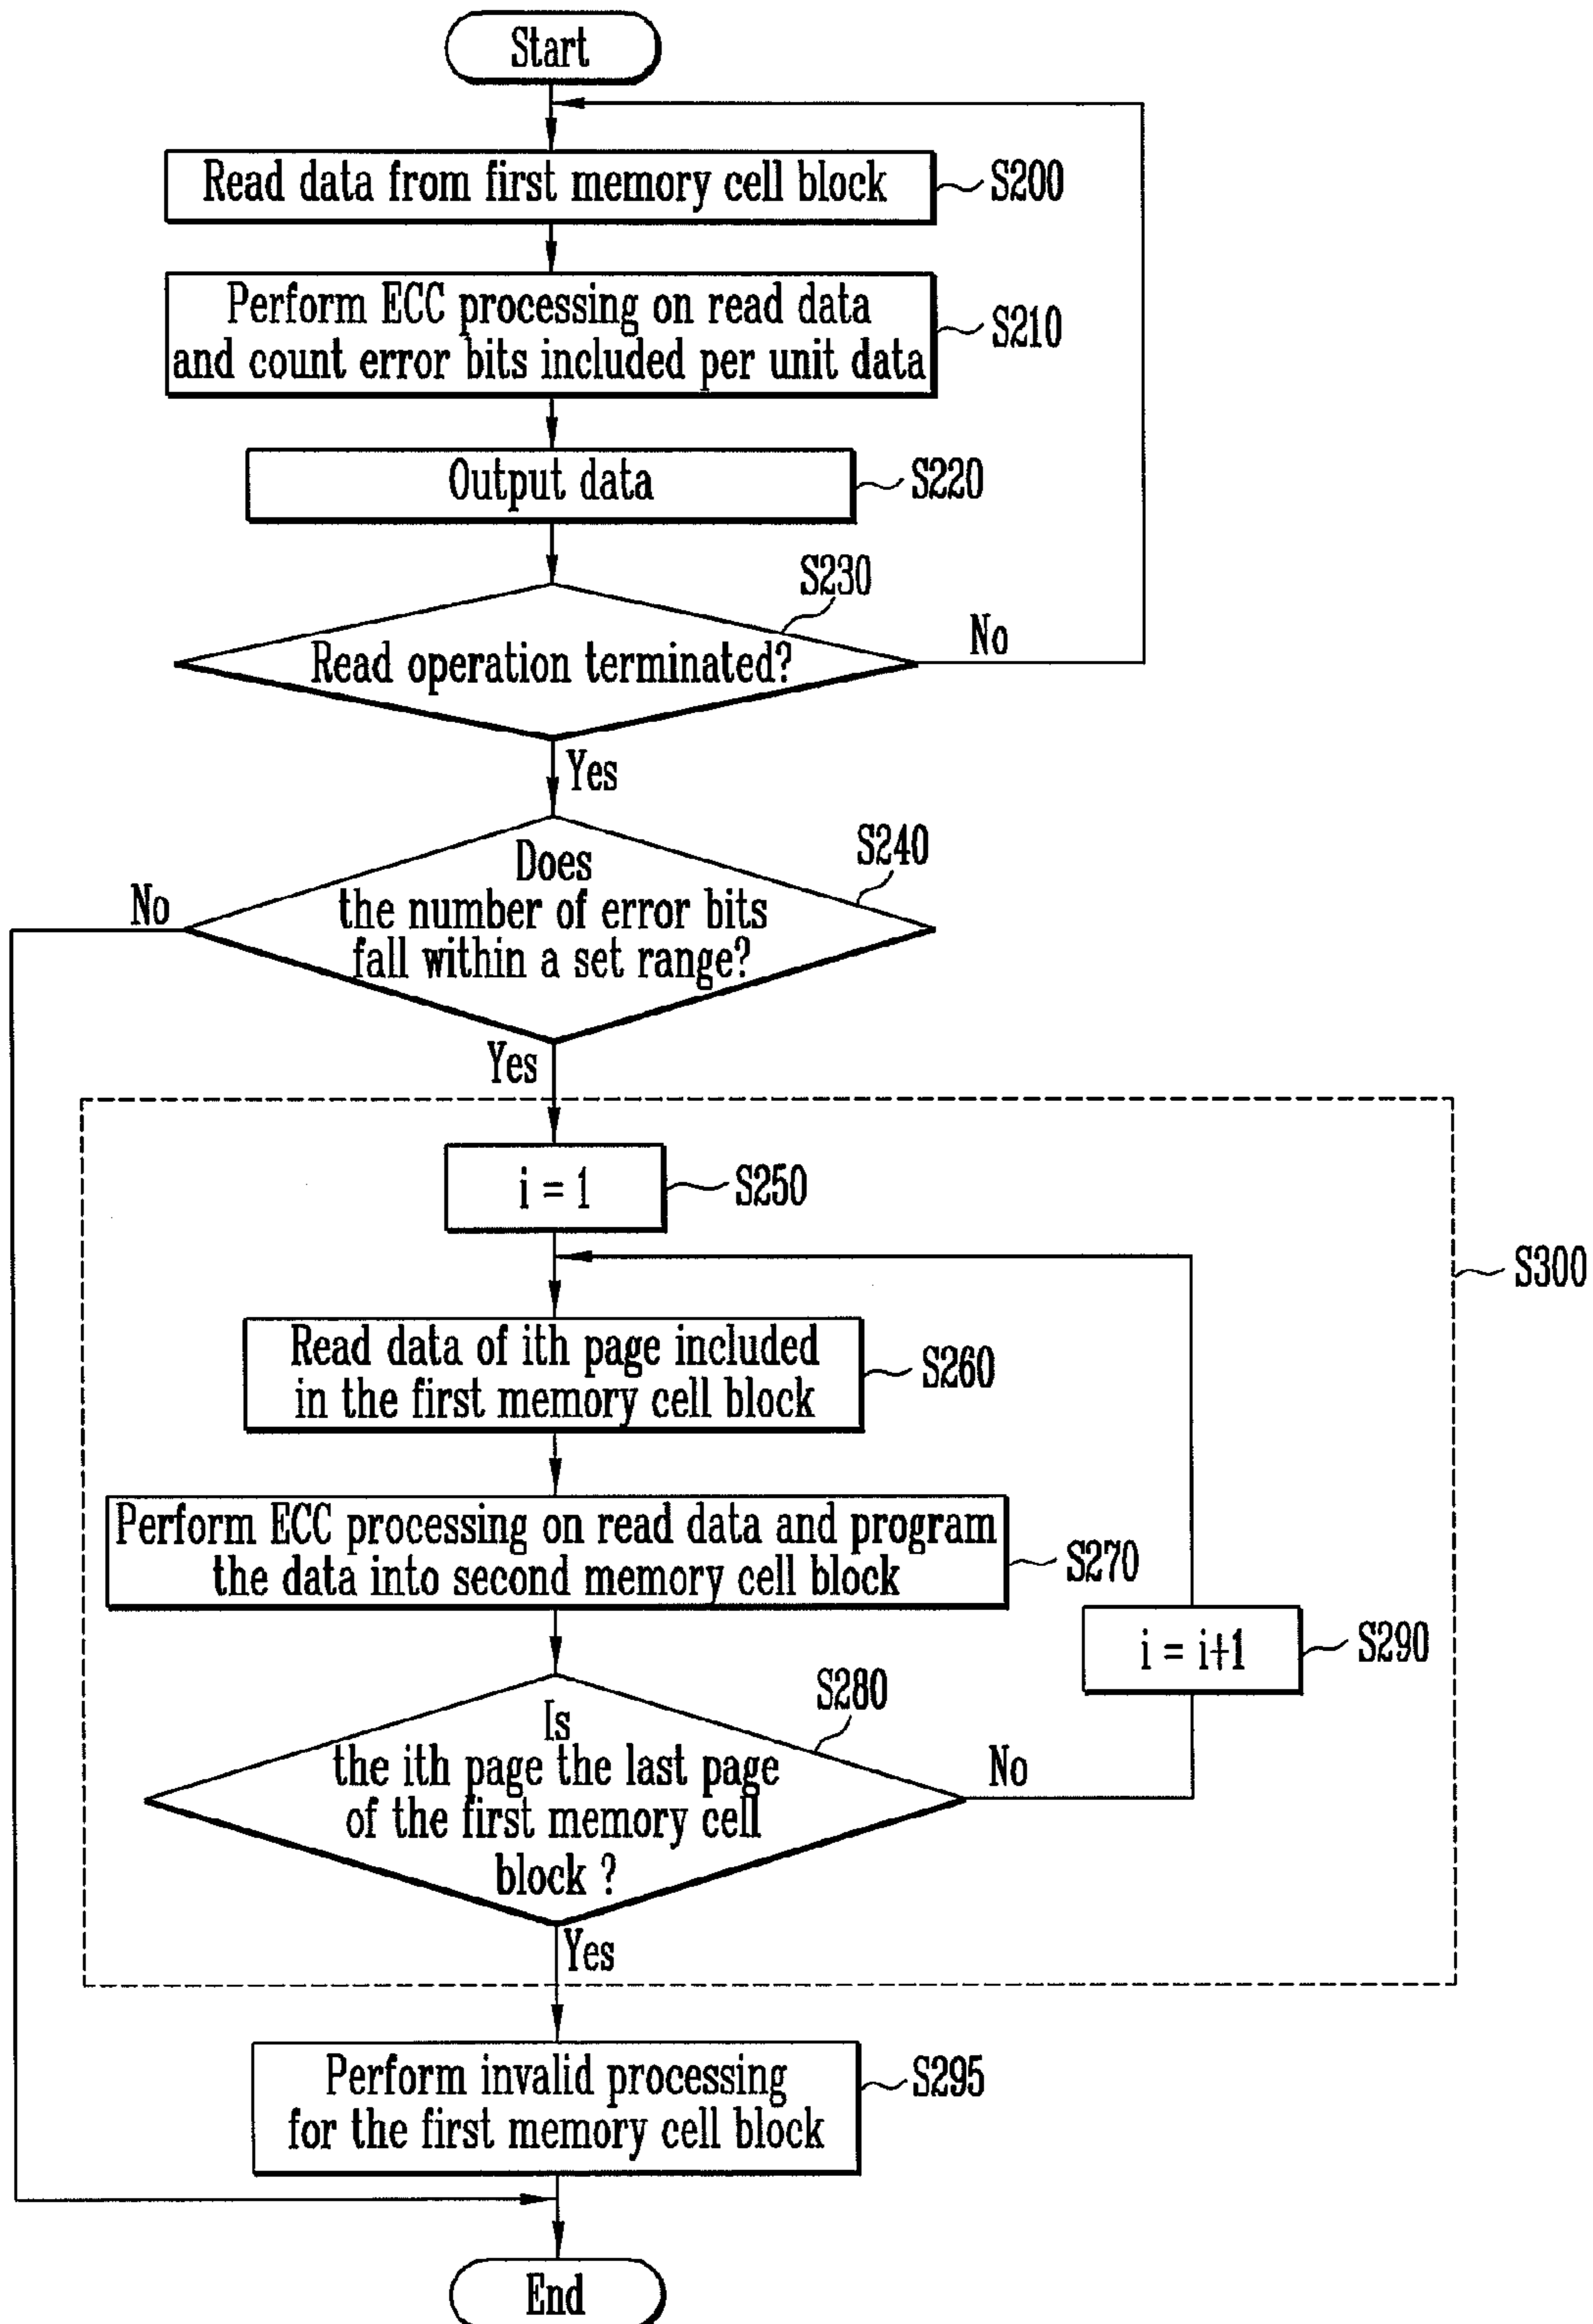 Start
Read data from first memory cell block
S200
Perform ECC processing on read data
and count error bits included per unit data
S210
Output data
S220
S230
Read operation terminated?
No
Yes
S240
Does
the number of error bits
fall within a set range?
No
Yes
i = 1
S250
S300
Read data of ith page included
in the first memory cell block
S260
Perform ECC processing on read data and program
the data into second memory cell block
S270
i = i+1
S290
S280
Is
the ith page the last page
of the first memory cell
block ?
No
Yes
Perform invalid processing
for the first memory cell block
S295
End